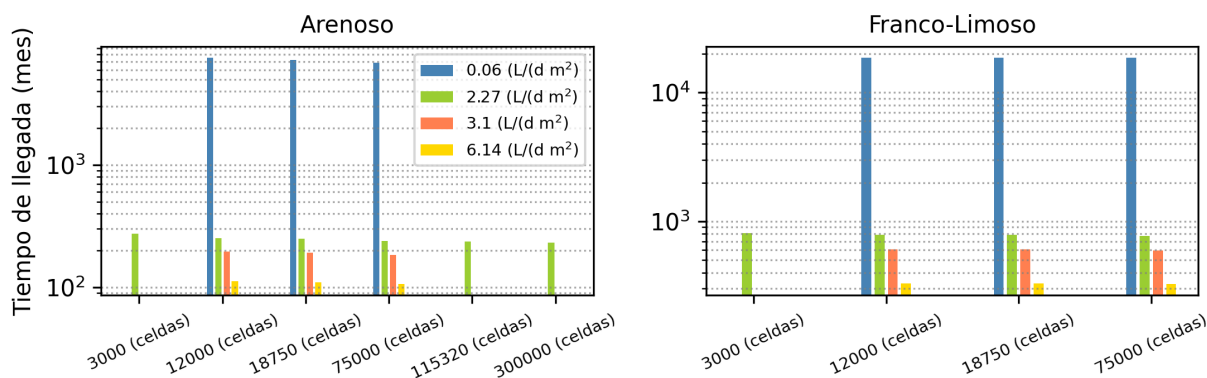 Arenoso
Tiempo de llegada (mes)
10³
10²
0.06 (L/(d m²)
2.27 (L/(d m²)
3.1 (L/(d m²)
6.14 (L/(d m²)
3000 (celdas)
12000 (celdas)
18750 (celdas)
75000 (celdas)
115320 (celdas)
300000 (celdas)
Franco-Limoso
10⁴
10³
3000 (celdas)
12000 (celdas)
18750 (celdas)
75000 (celdas)